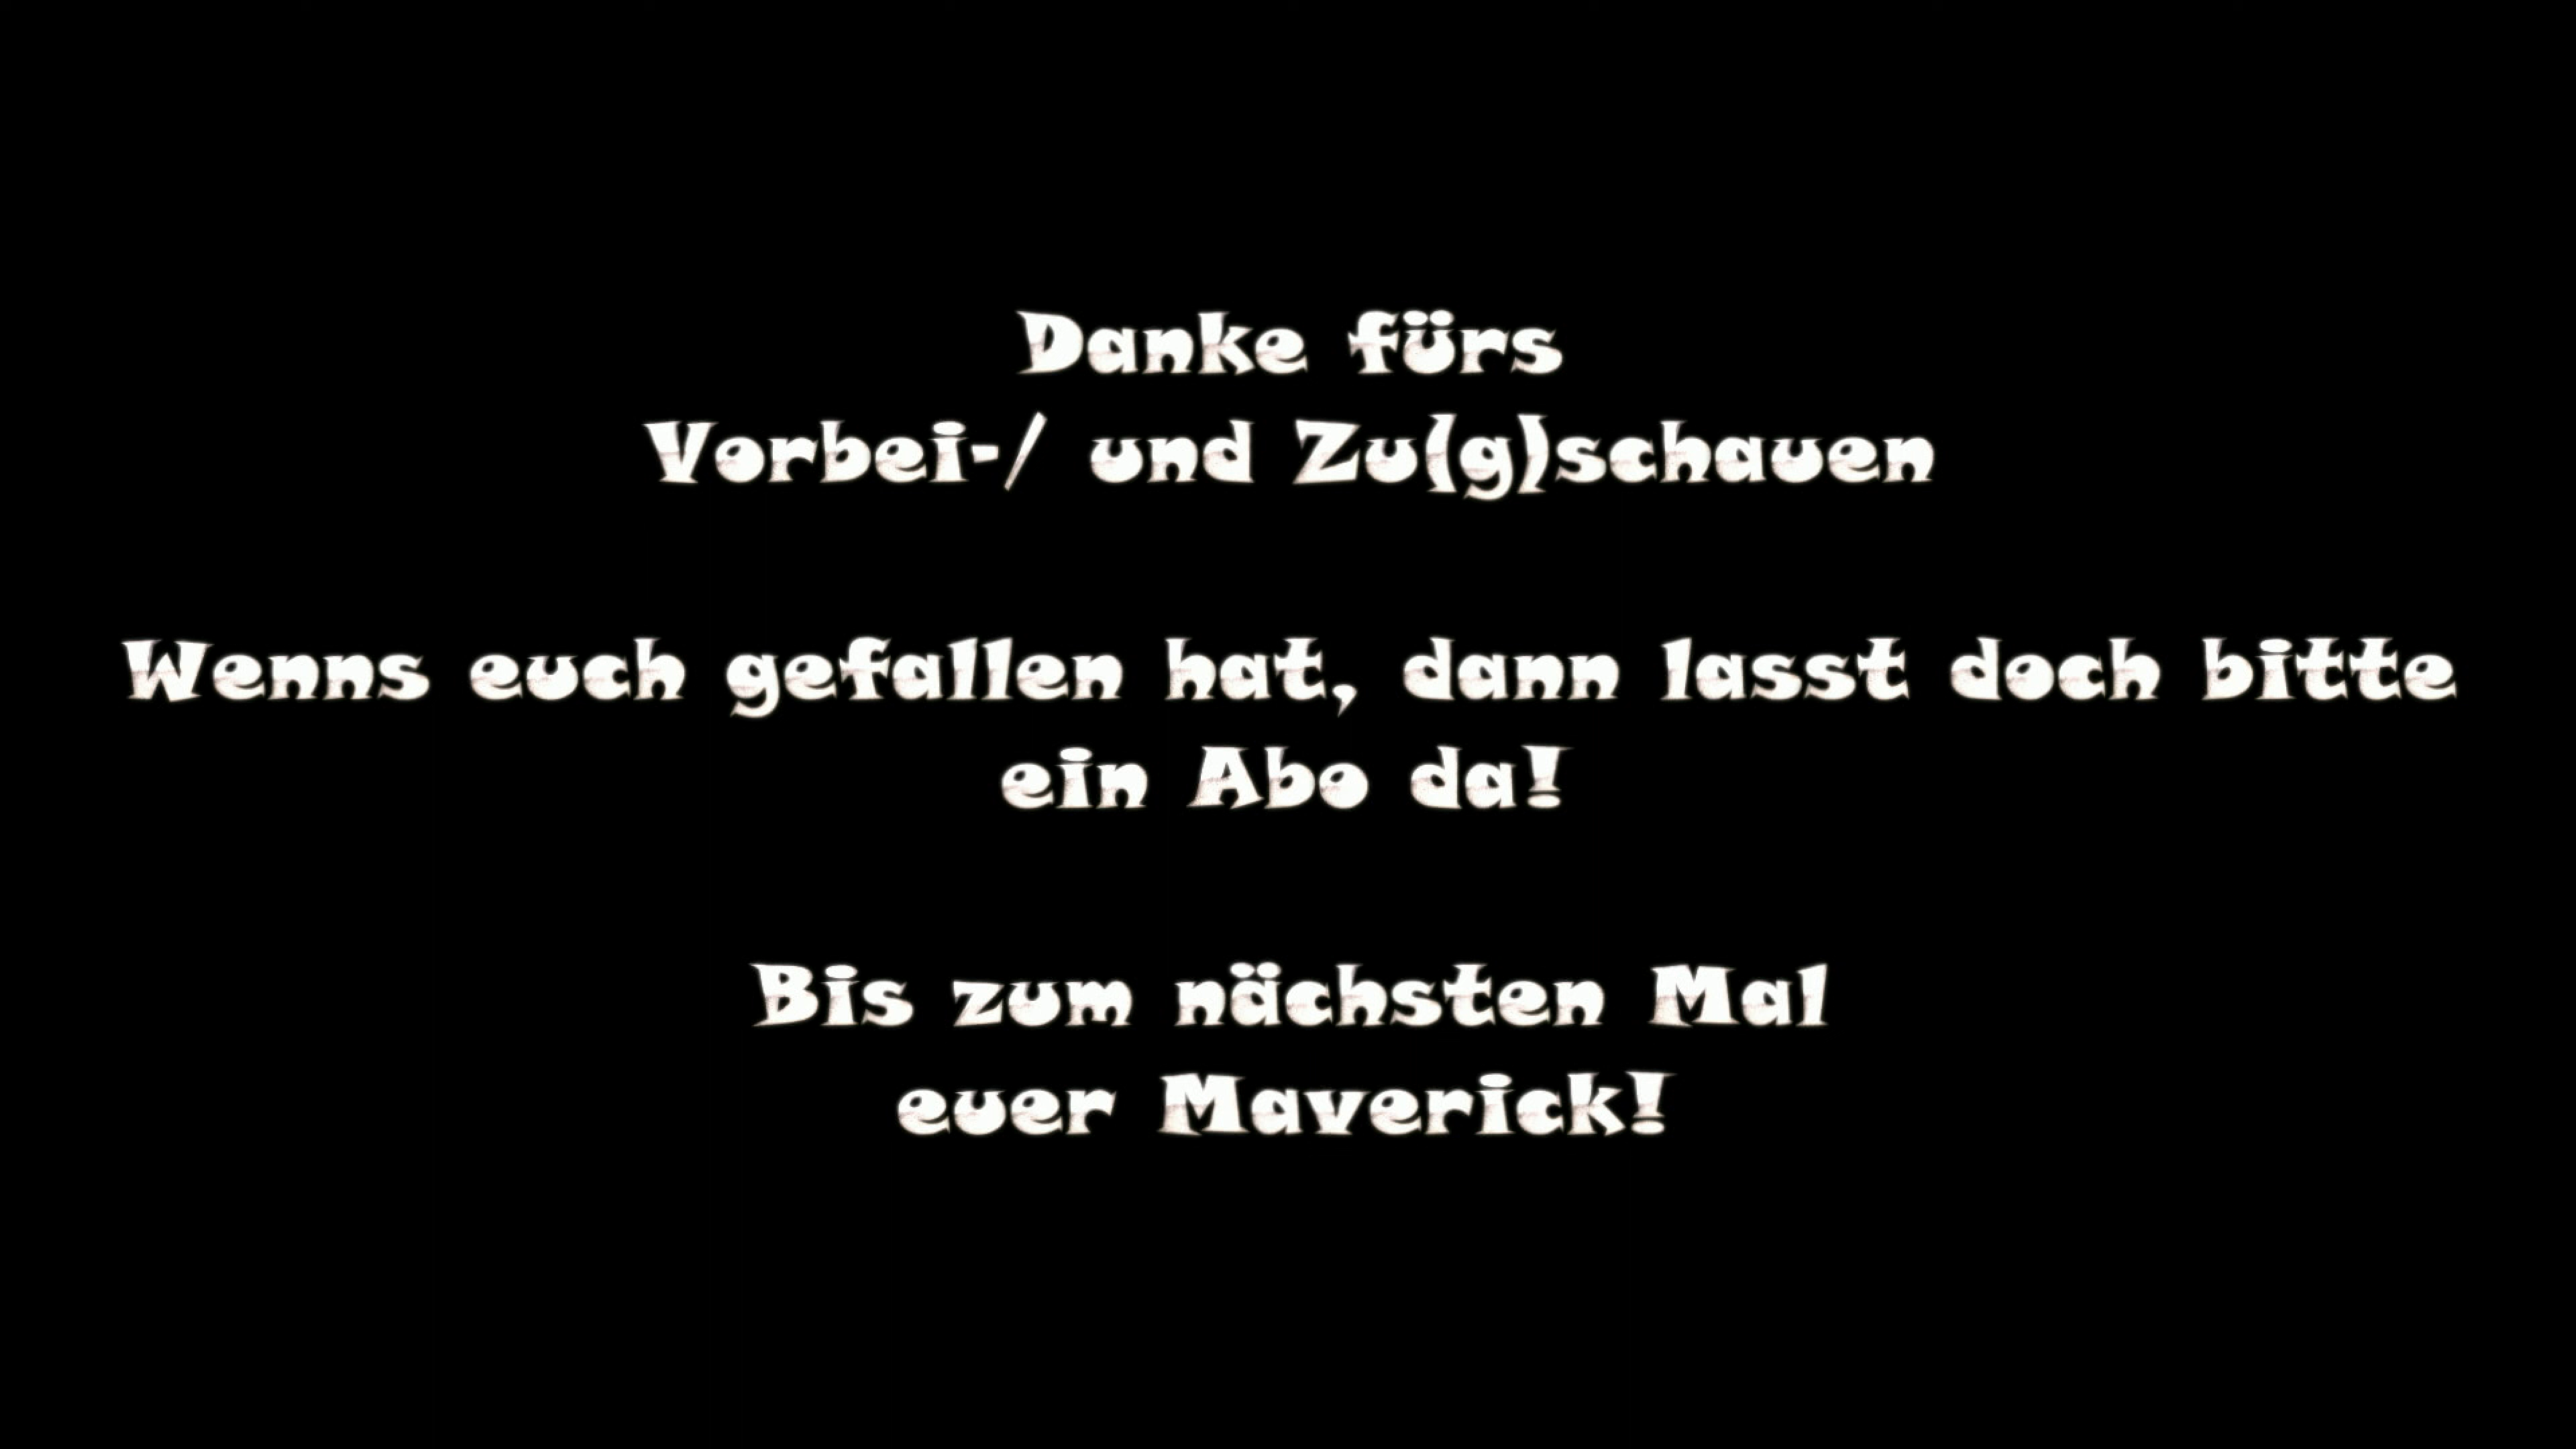 Danke fürs
Vorbei-/ und Zu(g)schauen
Wenns euch gefallen hat, dann lasst doch bitte
ein Abo da!
Bis zum nächsten Mal
euer Maverick!